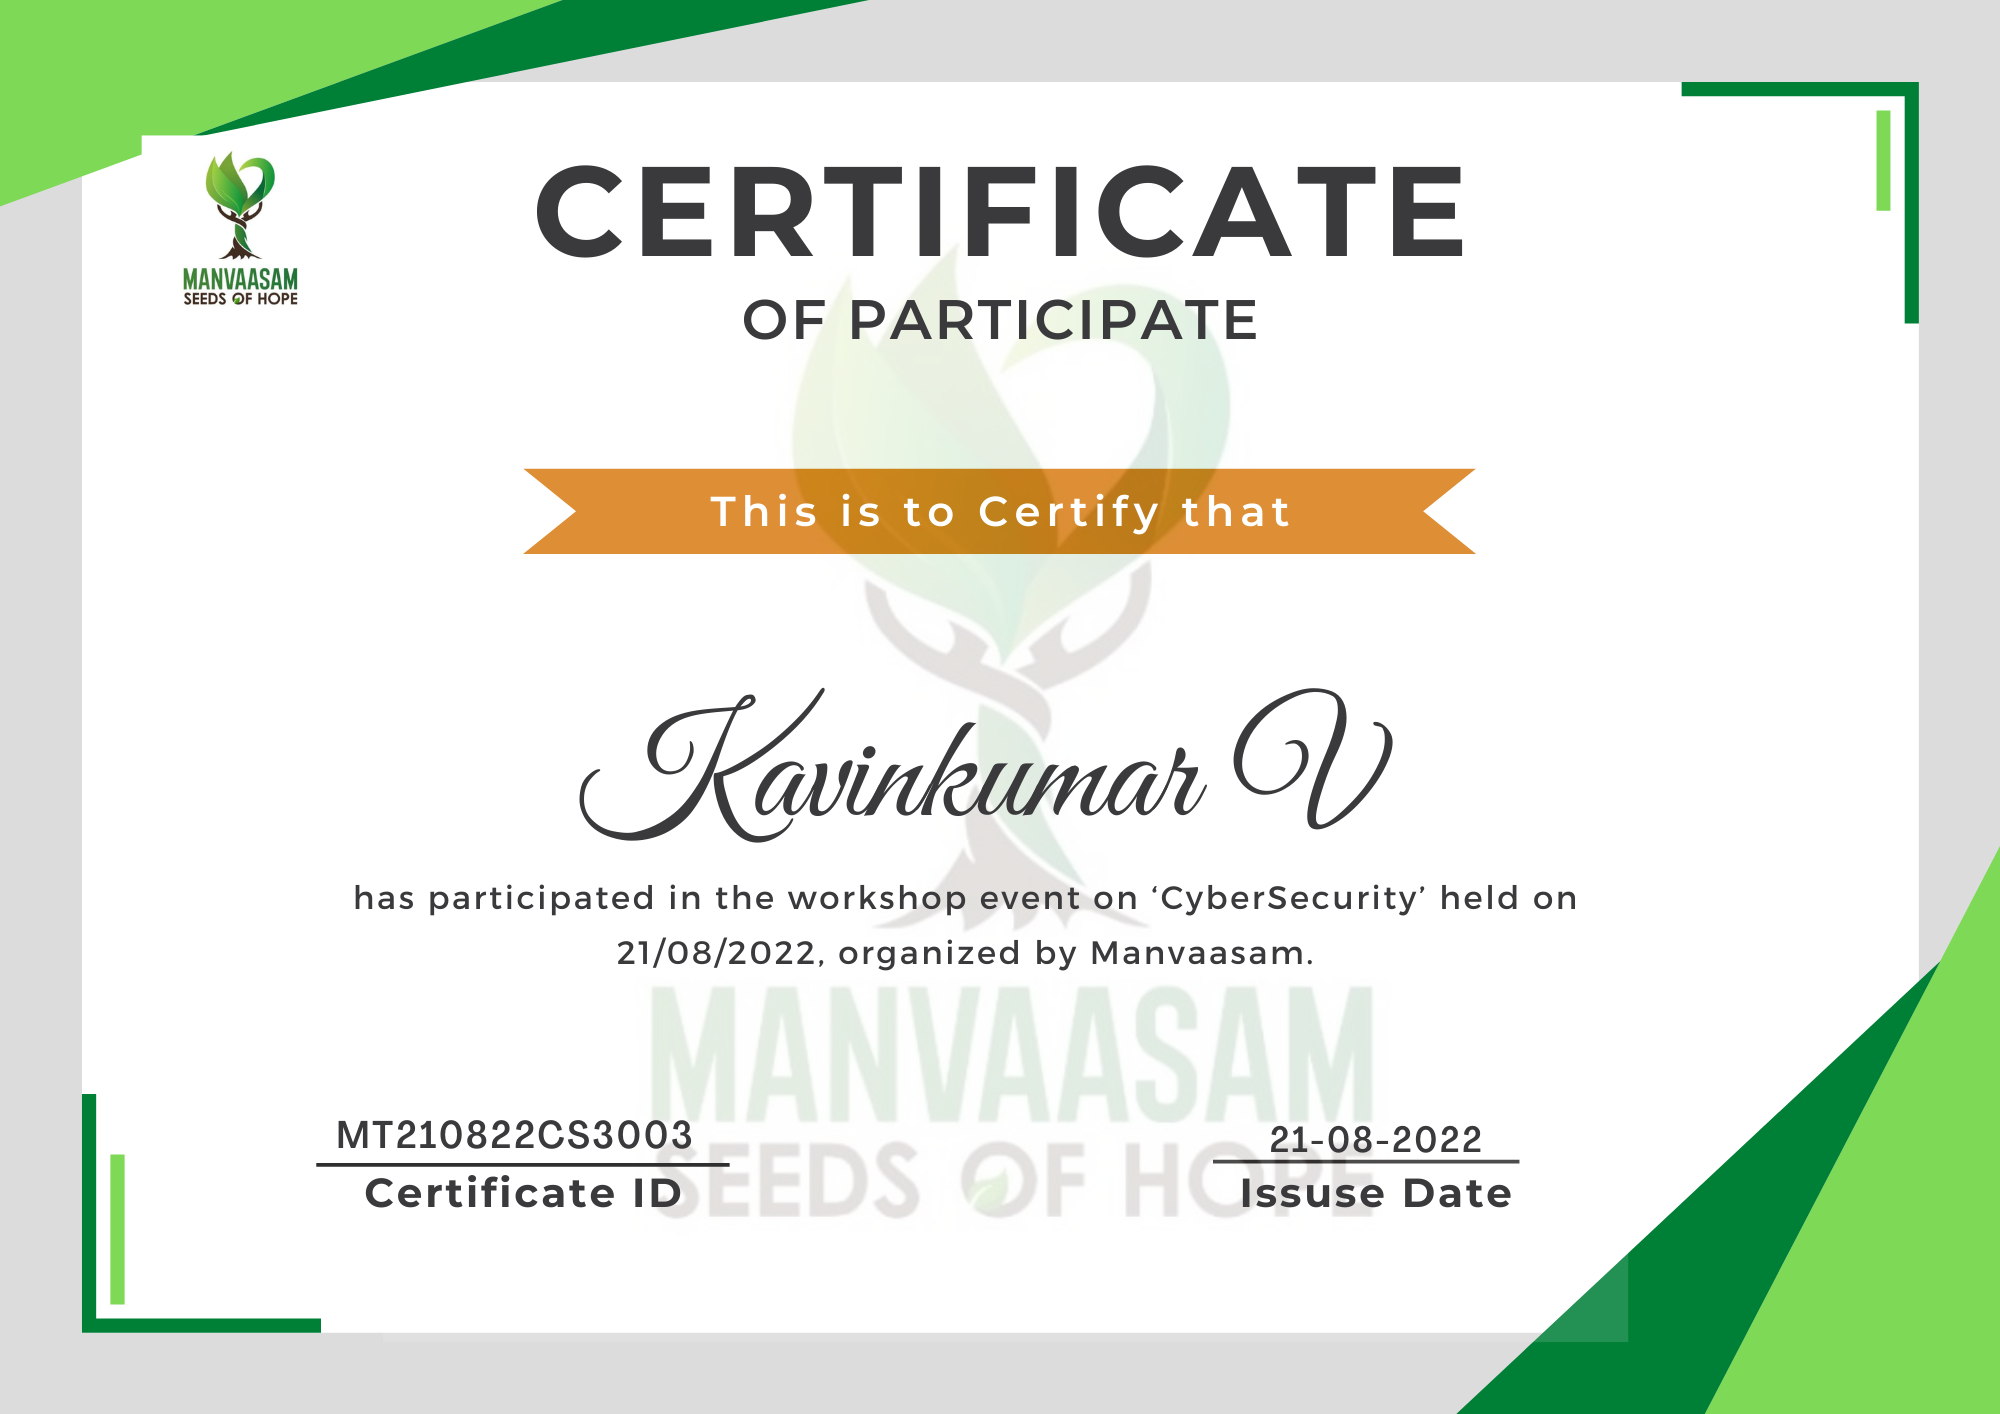 MANVAASAM
SEEDS OF HOPE
CERTIFICATE
OF PARTICIPATE
This is to Certify that
Kavinkumar V
has participated in the workshop event on ‘CyberSecurity’ held on
21/08/2022, organized by Manvaasam.
MANVAASAM
SEEDS OF HOPE
MT210822CS3003
Certificate ID
21-08-2022
Issuse Date